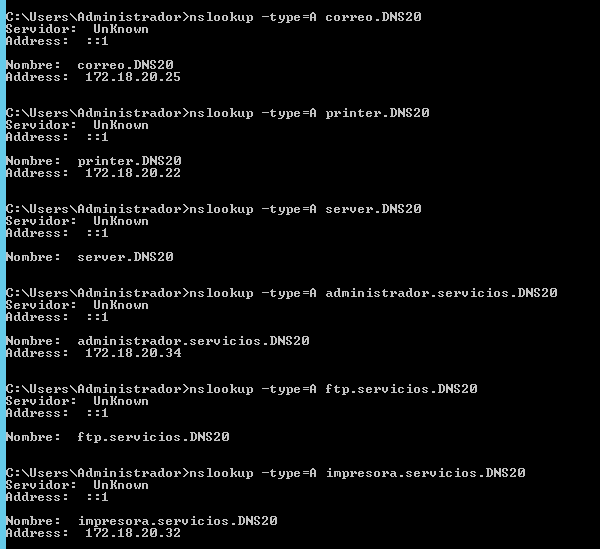 C:\Users\Administrador>nslookup -type=A correo.DNS20
Servidor:  UnKnown
Address:  ::1
Nombre:  correo.DNS20
Address:  172.18.20.25
C:\Users\Administrador>nslookup -type=A printer.DNS20
Servidor:  UnKnown
Address:  ::1
Nombre:  printer.DNS20
Address:  172.18.20.22
C:\Users\Administrador>nslookup -type=A server.DNS20
Servidor:  UnKnown
Address:  ::1
Nombre:  server.DNS20
C:\Users\Administrador>nslookup -type=A administrador.servicios.DNS20
Servidor:  UnKnown
Address:  ::1
Nombre:  administrador.servicios.DNS20
Address:  172.18.20.34
C:\Users\Administrador>nslookup -type=A ftp.servicios.DNS20
Servidor:  UnKnown
Address:  ::1
Nombre:  ftp.servicios.DNS20
C:\Users\Administrador>nslookup -type=A impresora.servicios.DNS20
Servidor:  UnKnown
Address:  ::1
Nombre:  impresora.servicios.DNS20
Address:  172.18.20.32